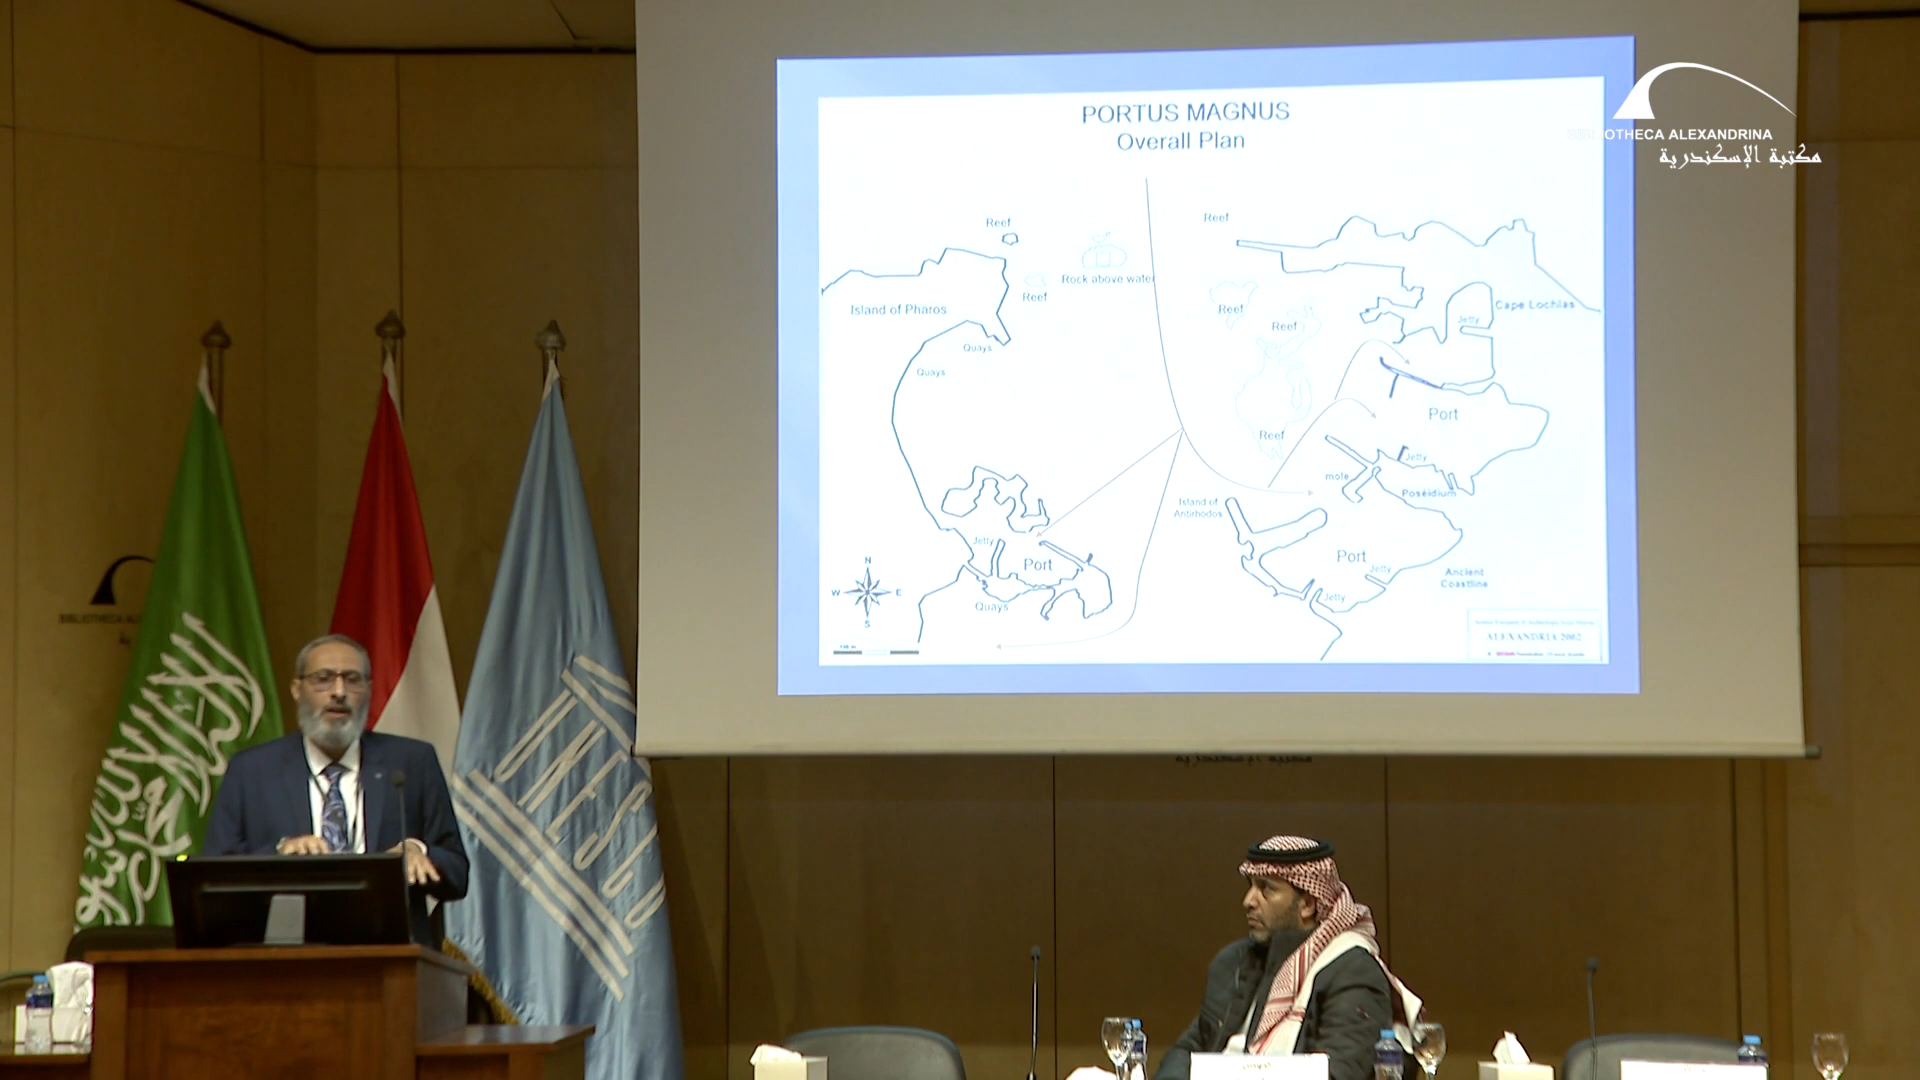 PORTUS MAGNUS
Overall Plan
BIBLIOTHECA ALEXANDRINA
مكتبة الإسكندرية
Reef
Reef
Rock above water
Reef
Island of Pharos
Quays
Quays
Reef
Reef
Reef
Cape Lochias
Jetty
Port
Jetty
mole
Poseidium
Island of
Antirhodos
Port
Jetty
Jetty
Ancient
Coastline
Jetty
Port
Quays
N
W
E
S
ALEXANDRIA 2002
UNESCO